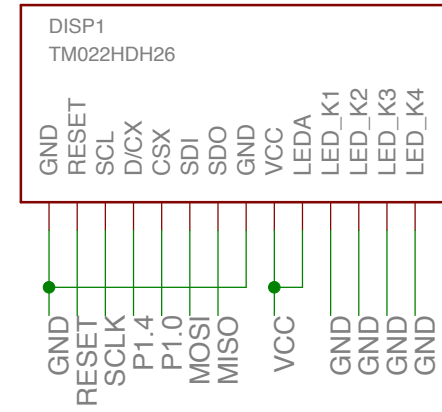 DISP1
TM022HDH26
GND
RESET
SCL
D/CX
CSX
SDI
SDO
GND
VCC
LEDA
LED_K1
LED_K2
LED_K3
LED_K4
GND
RESET
SCLK
P1.4
P1.0
MOSI
MISO
VCC
GND
GND
GND
GND